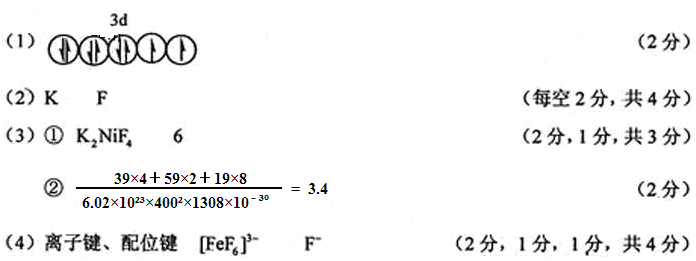 3d
(1) (2分)
(2) K F (每空2分,共4分)
(3) ① K₂NiF₄ 6 (2分,1分,共3分)
② 39×4+59×2+19×8 / 6.02×10²³×400²×1308×10⁻³⁰ = 3.4 (2分)
(4) 离子键、配位键 [FeF₆]³⁻ F⁻ (2分,1分,1分,共4分)